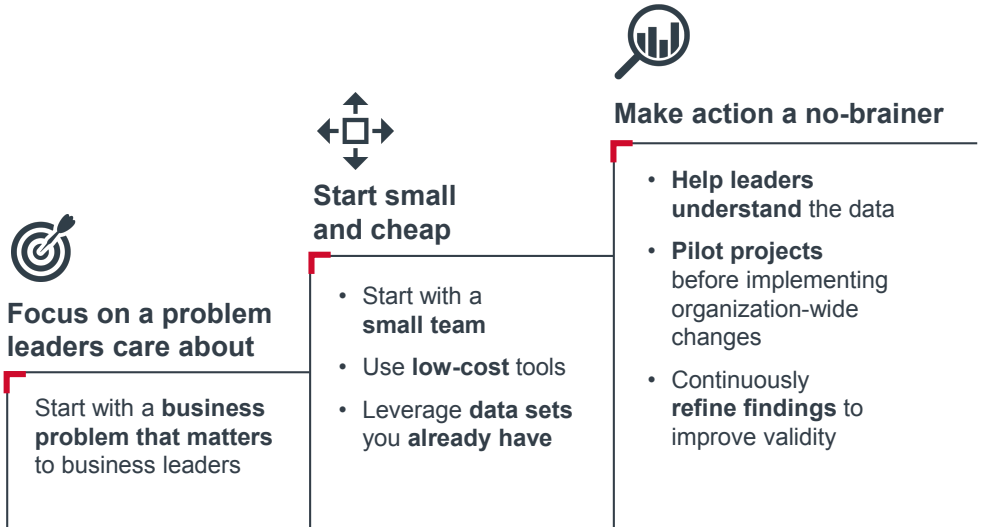 Focus on a problem
leaders care about
Start with a business
problem that matters
to business leaders
Start small
and cheap
• Start with a
small team
• Use low-cost tools
• Leverage data sets
you already have
Make action a no-brainer
• Help leaders
understand the data
• Pilot projects
before implementing
organization-wide
changes
• Continuously
refine findings to
improve validity